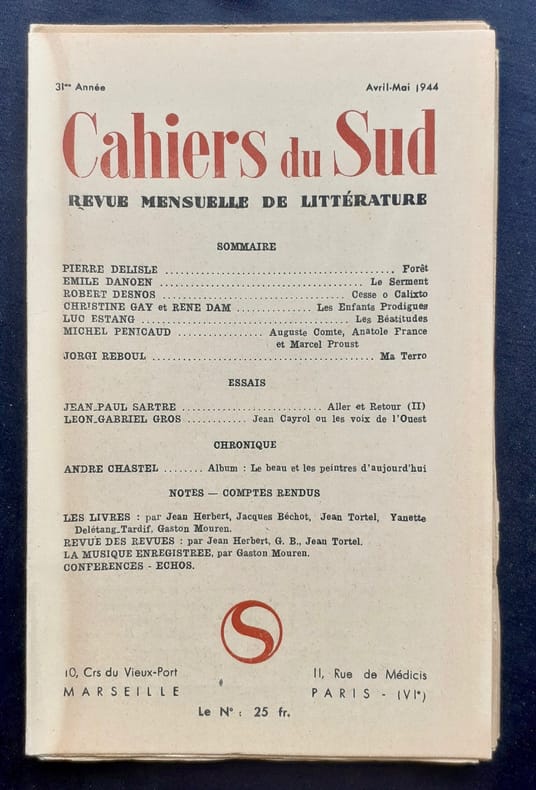 31me Année Avril-Mai 1944
Cahiers du Sud
REVUE MENSUELLE DE LITTÉRATURE
SOMMAIRE
PIERRE DELISLE ........................................ Forêt
EMILE DANOEN ........................................ Le Serment
ROBERT DESNOS ................................ Cesse o Calixto
CHRISTINE GAY et RENE DAM .............. Les Enfants Prodigues
LUC ESTANG ...................................... Les Béatitudes
MICHEL PENICAUD ................. Auguste Comte, Anatole France
et Marcel Proust
JORGI REBOUL ........................................ Ma Terro
ESSAIS
JEAN-PAUL SARTRE ......................... Aller et Retour (II)
LEON-GABRIEL GROS ............ Jean Cayrol ou les voix de l'Ouest
CHRONIQUE
ANDRE CHASTEL ........ Album : Le beau et les peintres d'aujourd'hui
NOTES — COMPTES RENDUS
LES LIVRES : par Jean Herbert, Jacques Béchot, Jean Tortel, Yanette
Delétang-Tardif, Gaston Mouren.
REVUE DES REVUES : par Jean Herbert, G. B., Jean Tortel.
LA MUSIQUE ENREGISTREE, par Gaston Mouren.
CONFERENCES - ECHOS.
S
10, Crs du Vieux-Port 11, Rue de Médicis
MARSEILLE PARIS - (VIe)
Le No : 25 fr.